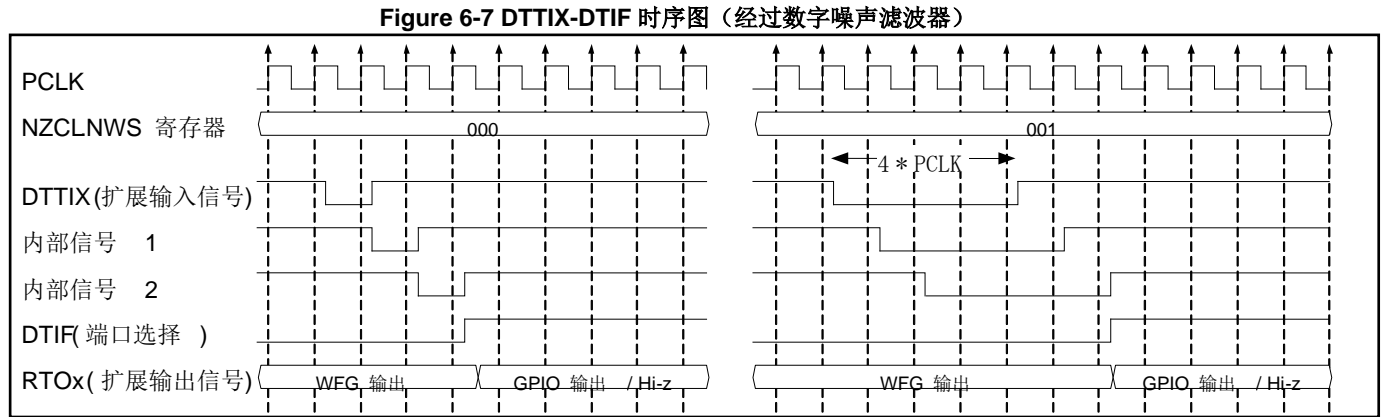 Figure 6-7 DTTIX-DTIF 时序图（经过数字噪声滤波器）
PCLK
NZCLNWS 寄存器
000
001
4 * PCLK
DTTIX(扩展输入信号)
内部信号 1
内部信号 2
DTIF( 端口选择 )
RTOx( 扩展输出信号)
WFG 输出
GPIO 输出 / Hi-z
WFG 输出
GPIO 输出 / Hi-z